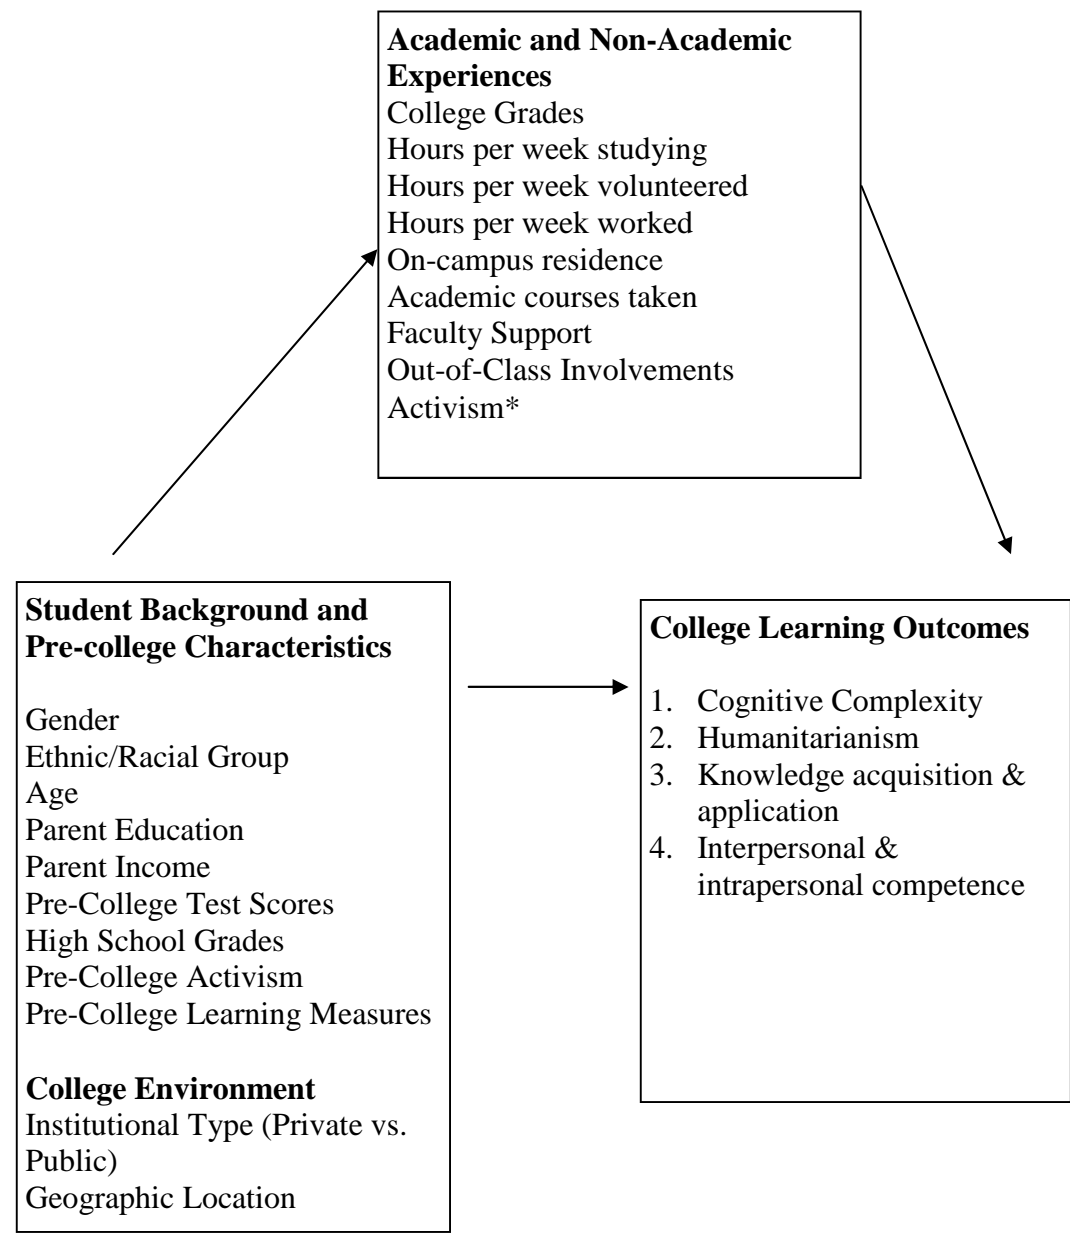 Academic and Non-Academic
Experiences
College Grades
Hours per week studying
Hours per week volunteered
Hours per week worked
On-campus residence
Academic courses taken
Faculty Support
Out-of-Class Involvements
Activism*
Student Background and
Pre-college Characteristics
Gender
Ethnic/Racial Group
Age
Parent Education
Parent Income
Pre-College Test Scores
High School Grades
Pre-College Activism
Pre-College Learning Measures
College Environment
Institutional Type (Private vs.
Public)
Geographic Location
College Learning Outcomes
1. Cognitive Complexity
2. Humanitarianism
3. Knowledge acquisition &
application
4. Interpersonal &
intrapersonal competence